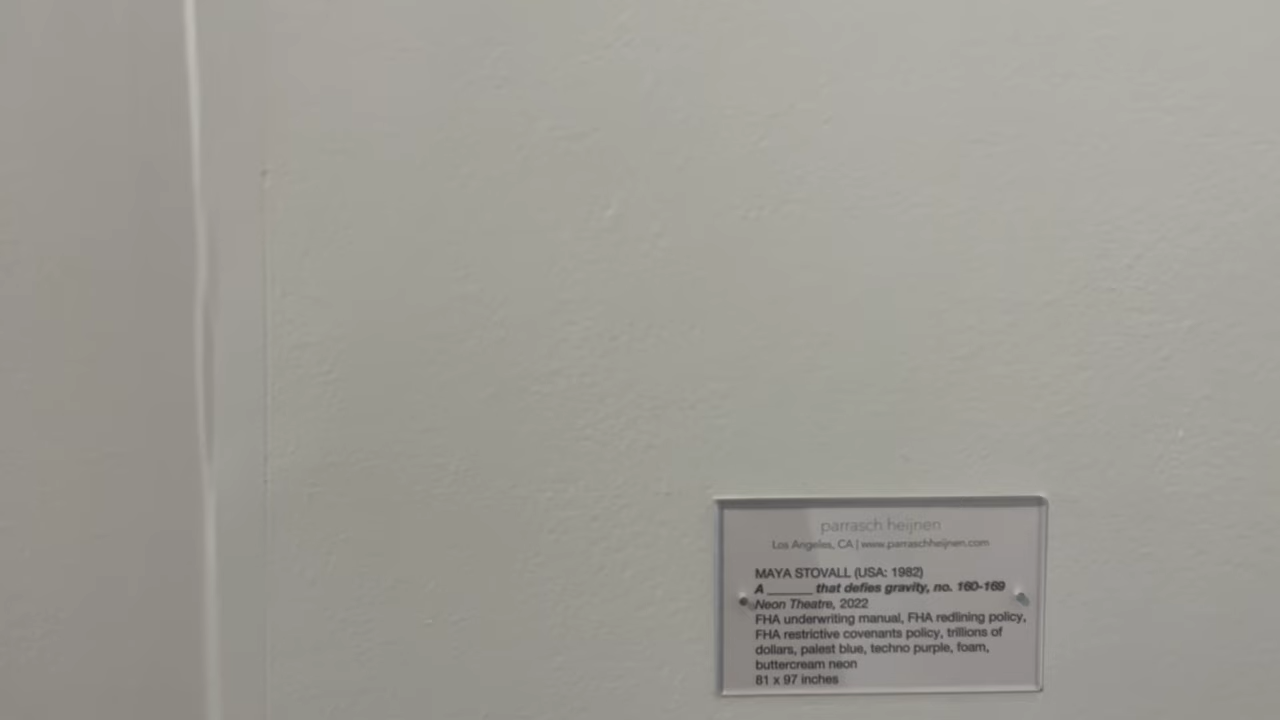 parrasch heijnen
Los Angeles, CA | www.parraschheijnen.com
MAYA STOVALL (USA: 1982)
A ______ that defies gravity, no. 160-169
Neon Theatre, 2022
FHA underwriting manual, FHA redlining policy,
FHA restrictive covenants policy, trillions of
dollars, palest blue, techno purple, foam,
buttercream neon
81 x 97 inches